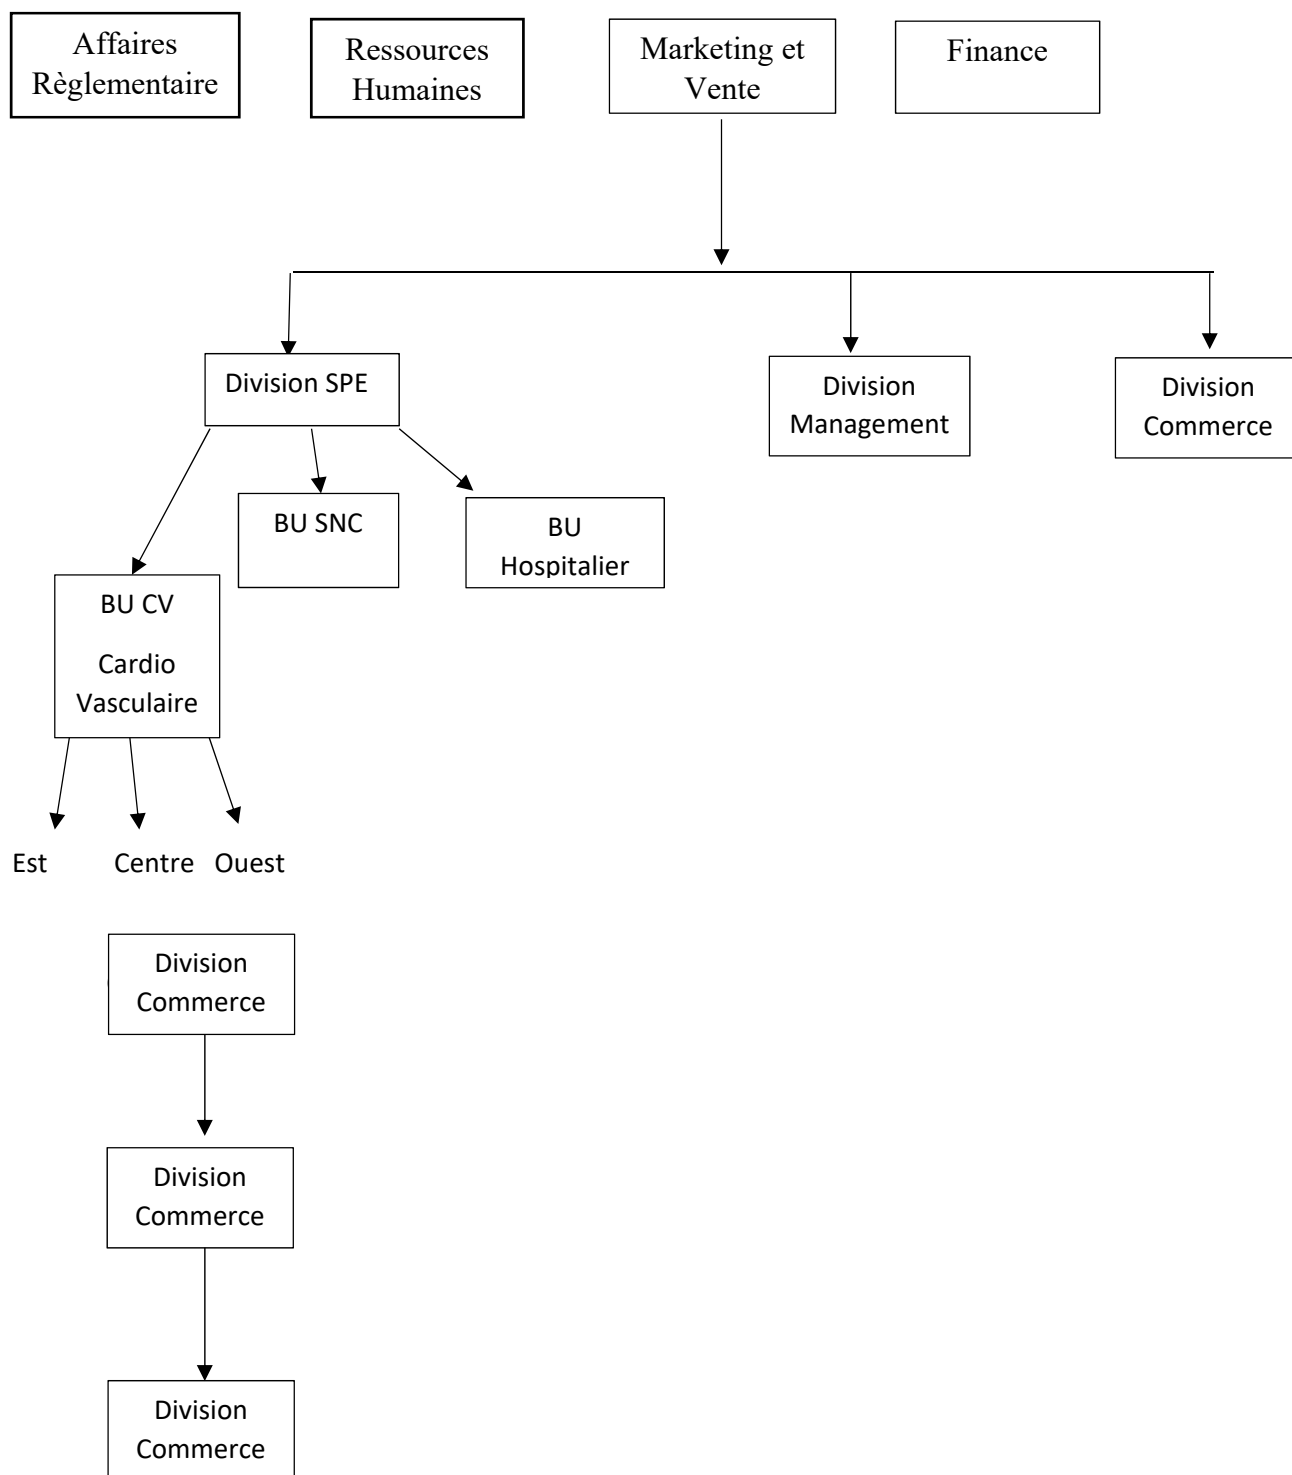 Affaires
Règlementaire
Ressources
Humaines
Marketing et
Vente
Finance
Division SPE
Division
Management
Division
Commerce
BU SNC
BU
Hospitalier
BU CV
Cardio
Vasculaire
Est
Centre
Ouest
Division
Commerce
Division
Commerce
Division
Commerce